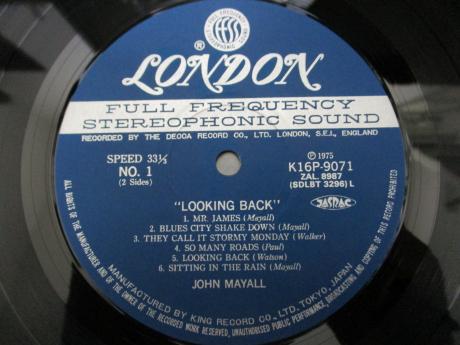 FULL FREQUENCY
ffss
STEREOPHONIC SOUND
®
LONDON
FULL FREQUENCY
STEREOPHONIC SOUND
RECORDED BY THE DECCA RECORD CO., LTD. LONDON, S.E.I., ENGLAND
SPEED 33⅓
NO. 1
(2 Sides)
Ⓟ 1975
K16P-9071
ZAL. 8987
(SDLBT 3296) L
JASRAC
"LOOKING BACK"
1. MR. JAMES (Mayall)
2. BLUES CITY SHAKE DOWN (Mayall)
3. THEY CALL IT STORMY MONDAY (Walker)
4. SO MANY ROADS (Paul)
5. LOOKING BACK (Watson)
6. SITTING IN THE RAIN (Mayall)
JOHN MAYALL
MANUFACTURED BY KING RECORD CO., LTD. TOKYO, JAPAN
ALL RIGHTS OF THE MANUFACTURER AND OF THE OWNER OF THE RECORDED WORK RESERVED, UNAUTHORISED PUBLIC PERFORMANCE, BROADCASTING AND COPYING OF THIS RECORD PROHIBITED